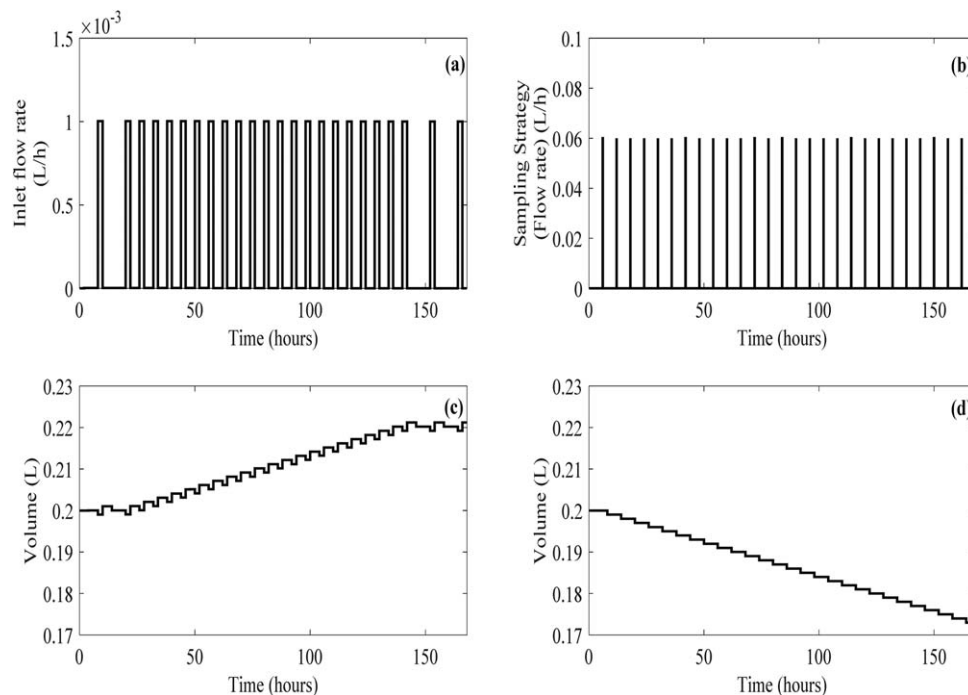 ×10⁻³
1.5
1
0.5
0
(a)
Inlet flow rate
(L/h)
0 50 100 150
Time (hours)
0.1
0.08
0.06
0.04
0.02
0
(b)
Sampling Strategy
(Flow rate) (L/h)
0 50 100 150
Time (hours)
0.23
0.22
0.21
0.2
0.19
0.18
0.17
(c)
Volume (L)
0 50 100 150
Time (hours)
0.23
0.22
0.21
0.2
0.19
0.18
0.17
(d)
Volume (L)
0 50 100 150
Time (hours)